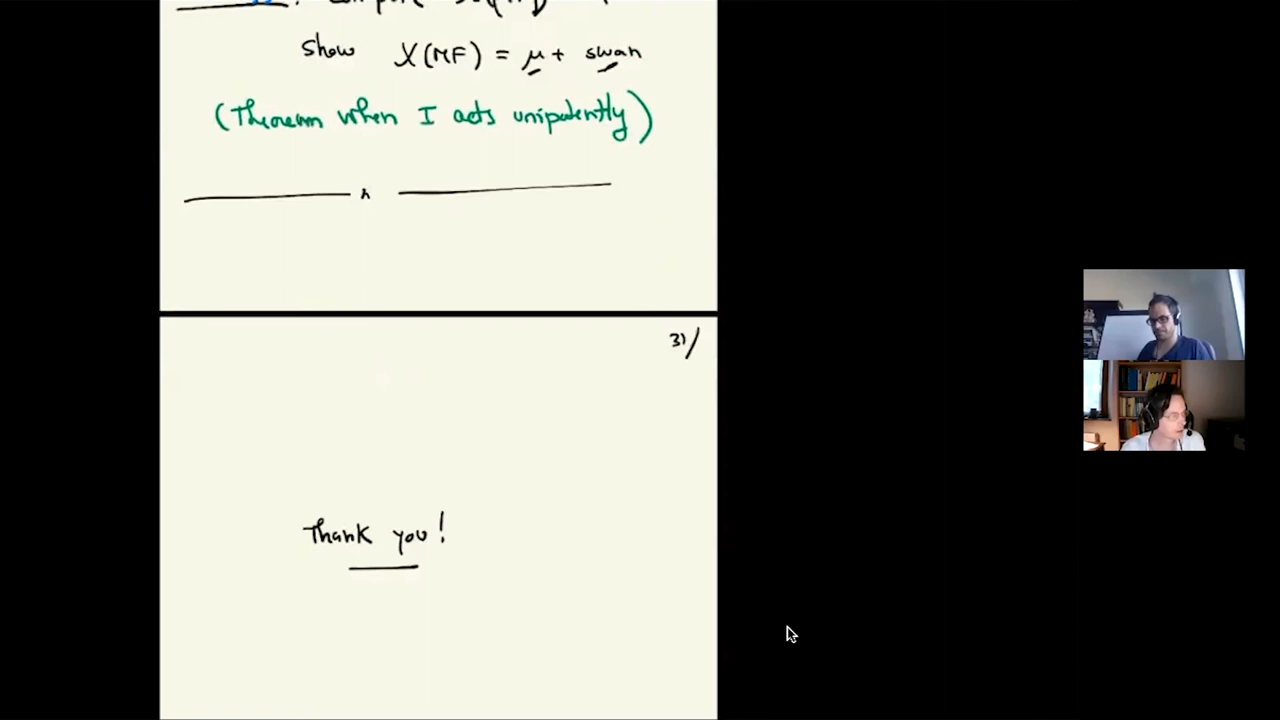 Show χ(MF) = μ + swan
(Theorem when I acts unipotently)
31/
Thank you!